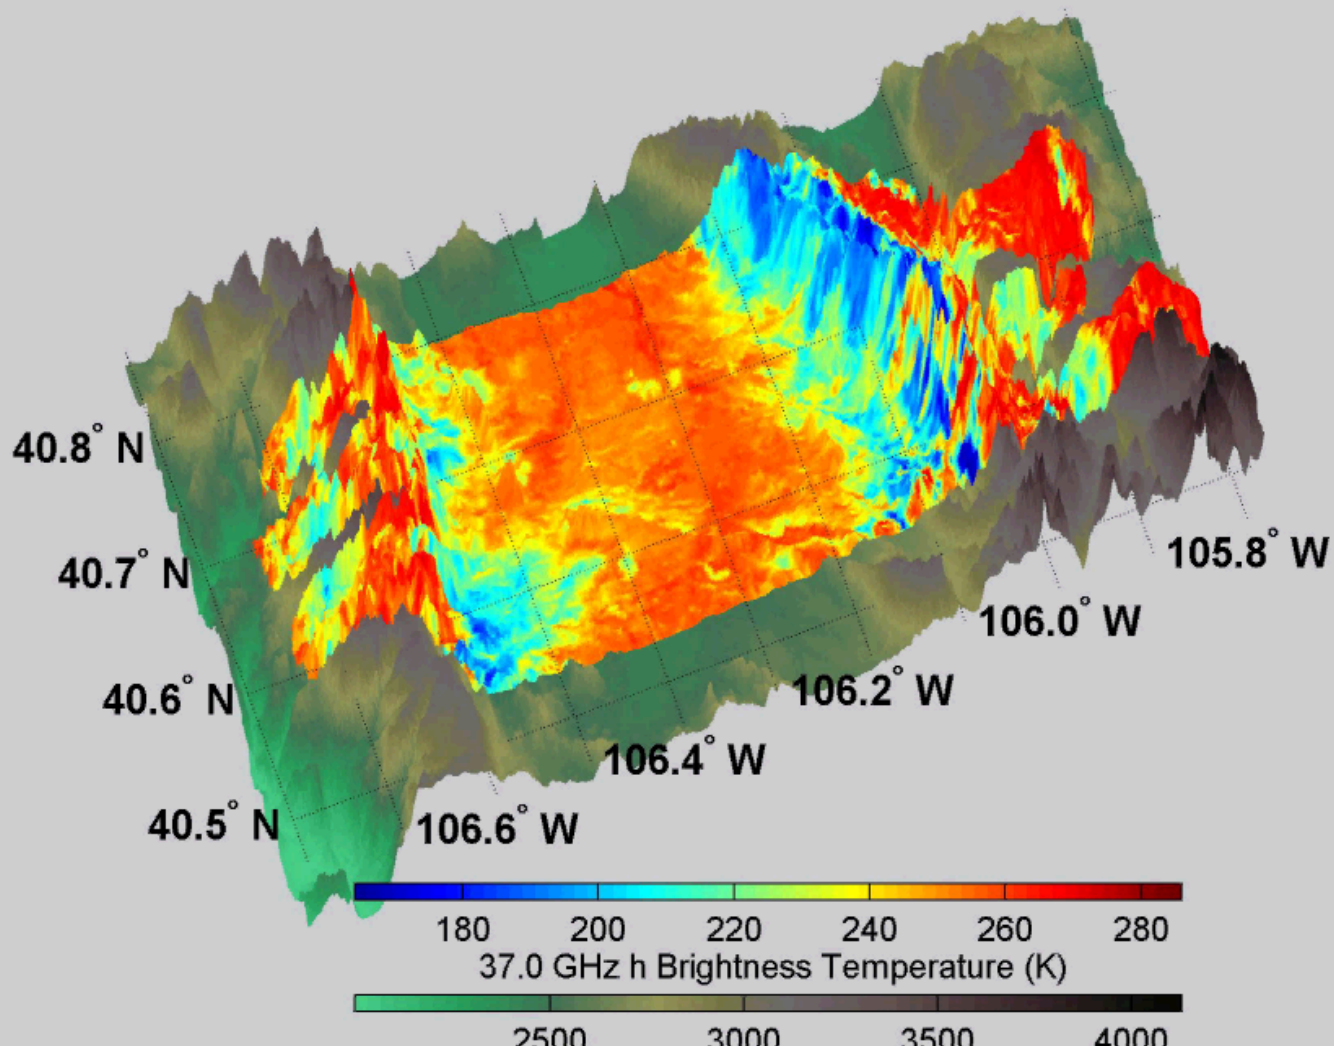 40.8° N
40.7° N
40.6° N
40.5° N
105.8° W
106.0° W
106.2° W
106.4° W
106.6° W
180 200 220 240 260 280
37.0 GHz h Brightness Temperature (K)
2500 3000 3500 4000